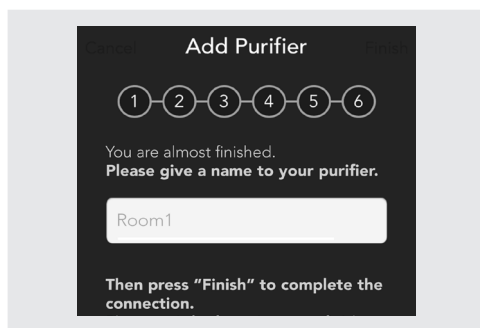 Cancel Add Purifier Finish
1 2 3 4 5 6
You are almost finished.
Please give a name to your purifier.
Room1
Then press "Finish" to complete the
connection.